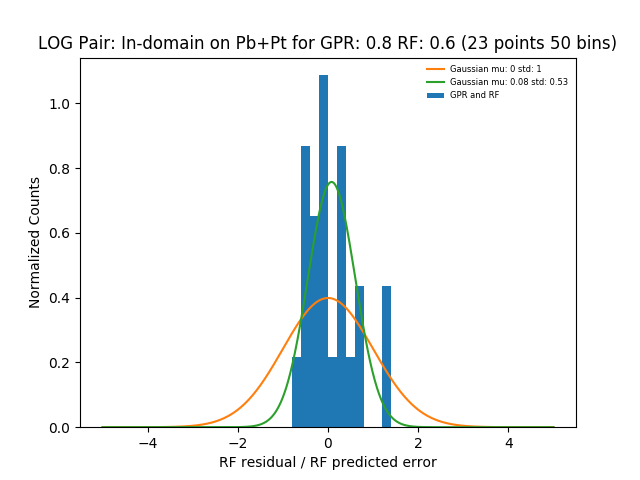 LOG Pair: In-domain on Pb+Pt for GPR: 0.8 RF: 0.6 (23 points 50 bins)
Gaussian mu: 0 std: 1
Gaussian mu: 0.08 std: 0.53
GPR and RF
Normalized Counts
1.0
0.8
0.6
0.4
0.2
0.0
−4
−2
0
2
4
RF residual / RF predicted error